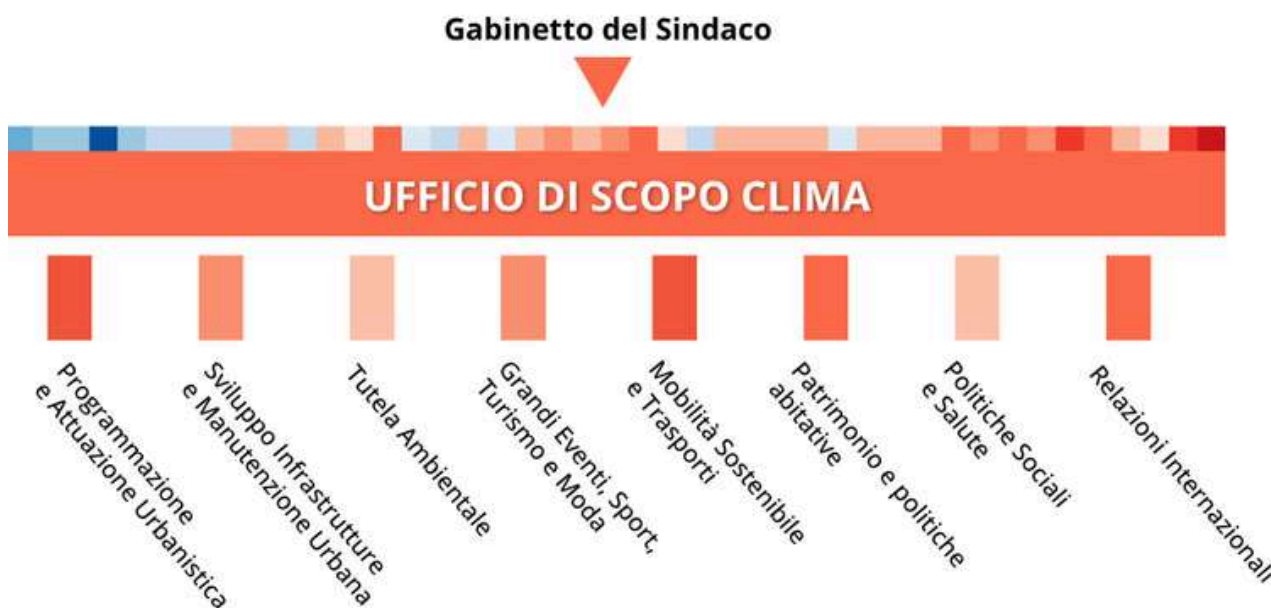 Gabinetto del Sindaco
UFFICIO DI SCOPO CLIMA
Programmazione
e Attuazione Urbanistica
Sviluppo Infrastrutture
e Manutenzione Urbana
Tutela Ambientale
Grandi Eventi, Sport,
Turismo e Moda
Mobilità Sostenibile
e Trasporti
Patrimonio e politiche
abitative
Politiche Sociali
e Salute
Relazioni Internazionali